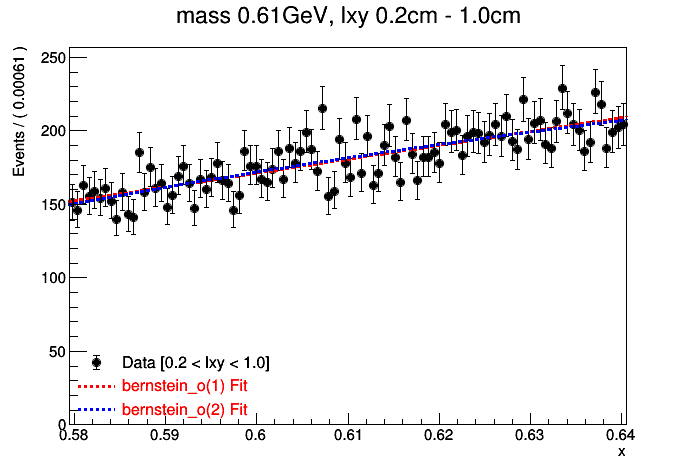 mass 0.61GeV, lxy 0.2cm - 1.0cm
Events / ( 0.00061 )
250
200
150
100
50
0
Data [0.2 < lxy < 1.0]
bernstein_o(1) Fit
bernstein_o(2) Fit
0.58 0.59 0.6 0.61 0.62 0.63 0.64
x